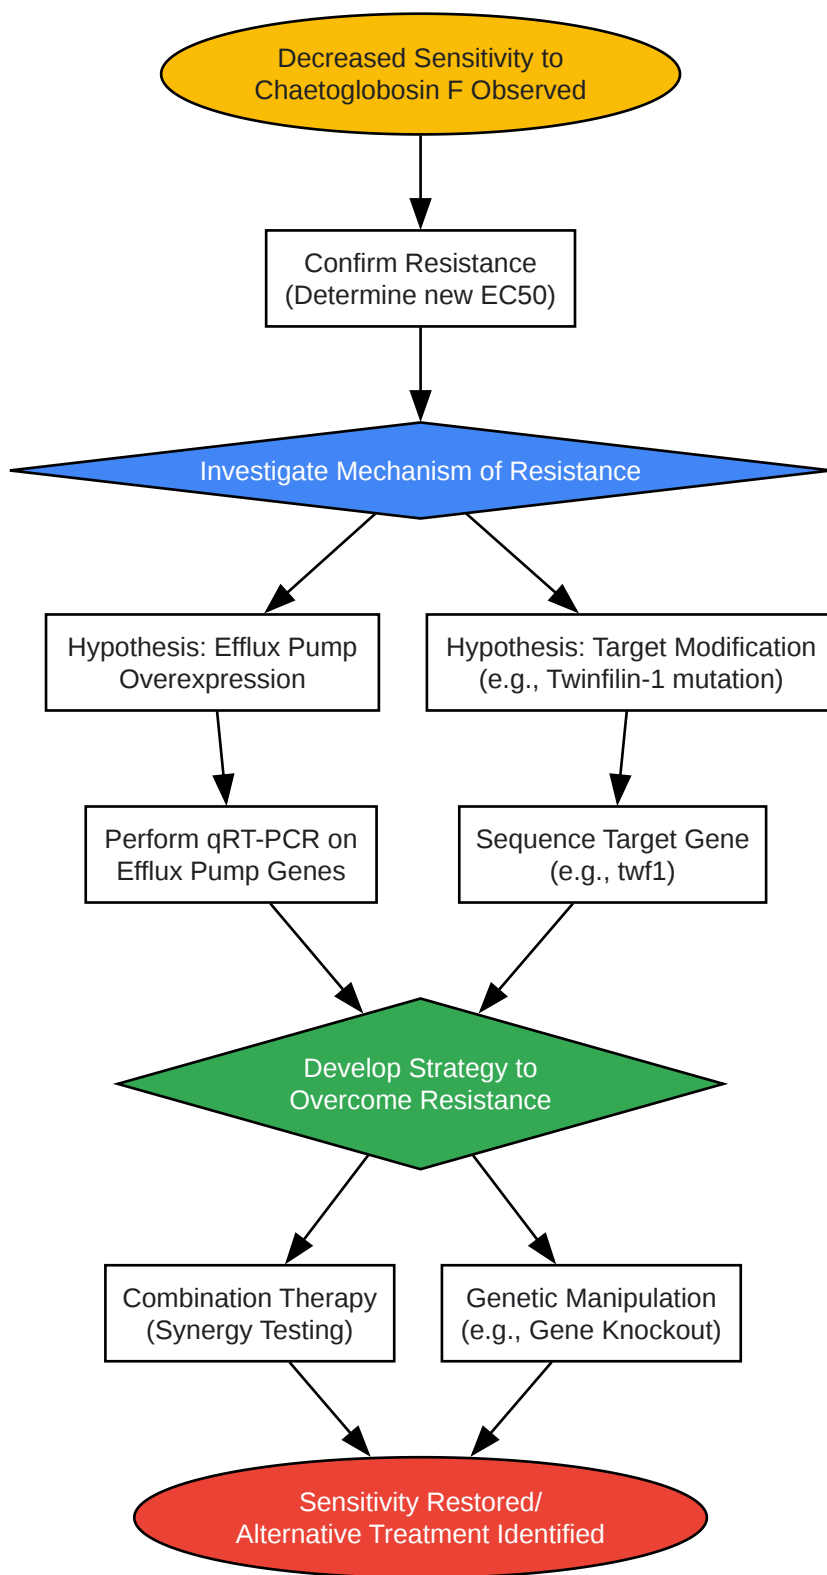 Decreased Sensitivity to
Chaetoglobosin F Observed
Confirm Resistance
(Determine new EC50)
Investigate Mechanism of Resistance
Hypothesis: Efflux Pump
Overexpression
Hypothesis: Target Modification
(e.g., Twinfilin-1 mutation)
Perform qRT-PCR on
Efflux Pump Genes
Sequence Target Gene
(e.g., twf1)
Develop Strategy to
Overcome Resistance
Combination Therapy
(Synergy Testing)
Genetic Manipulation
(e.g., Gene Knockout)
Sensitivity Restored/
Alternative Treatment Identified